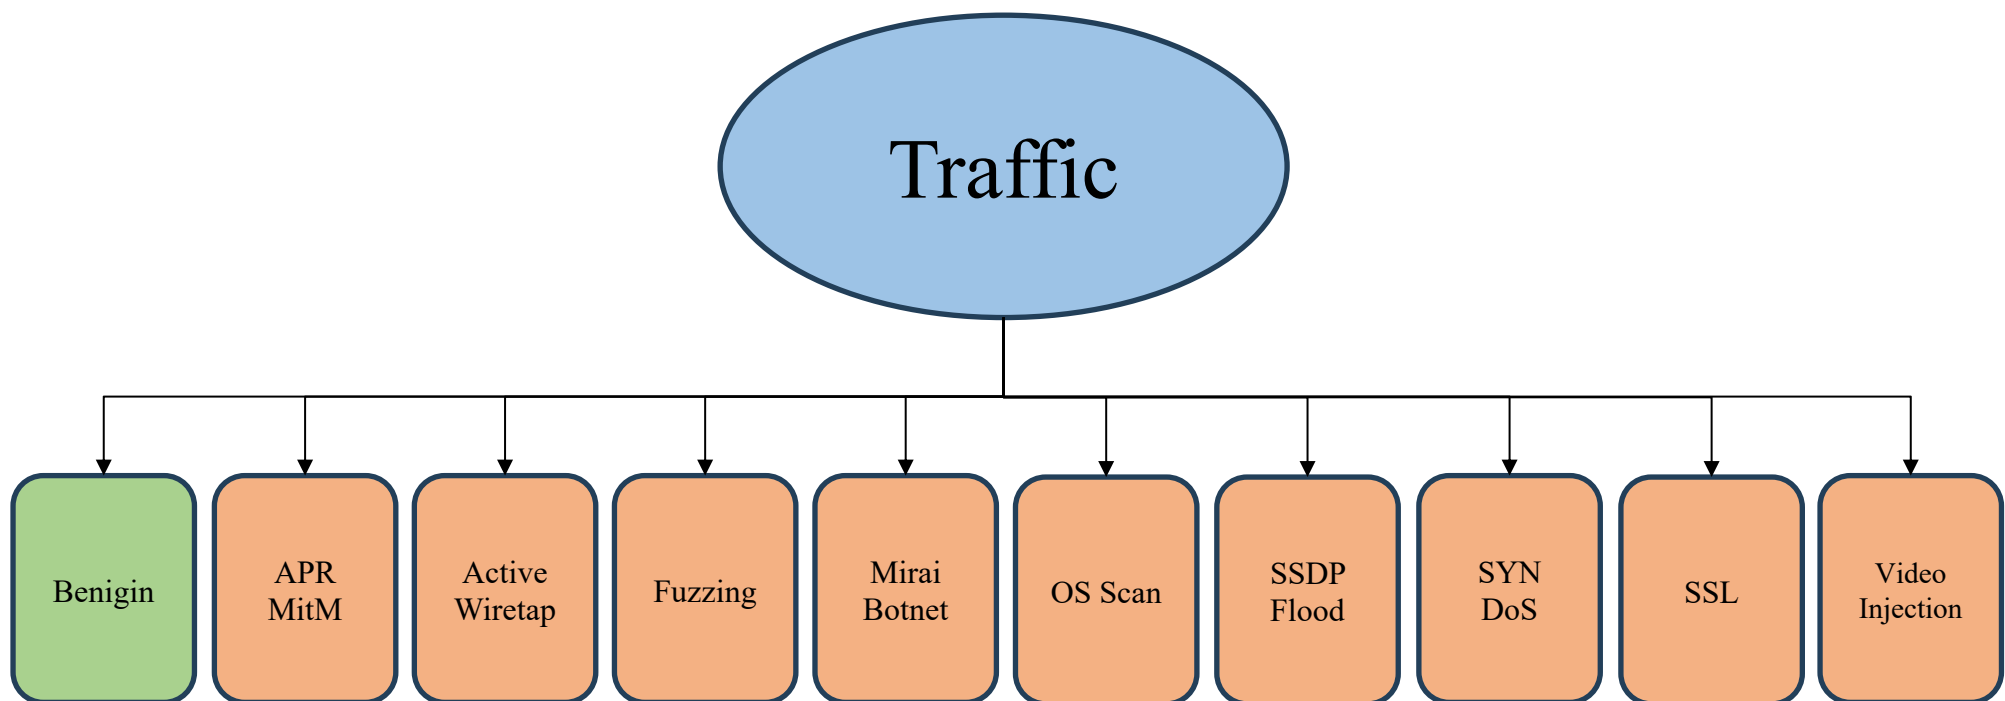 Traffic
Benigin
APR
MitM
Active
Wiretap
Fuzzing
Mirai
Botnet
OS Scan
SSDP
Flood
SYN
DoS
SSL
Video
Injection